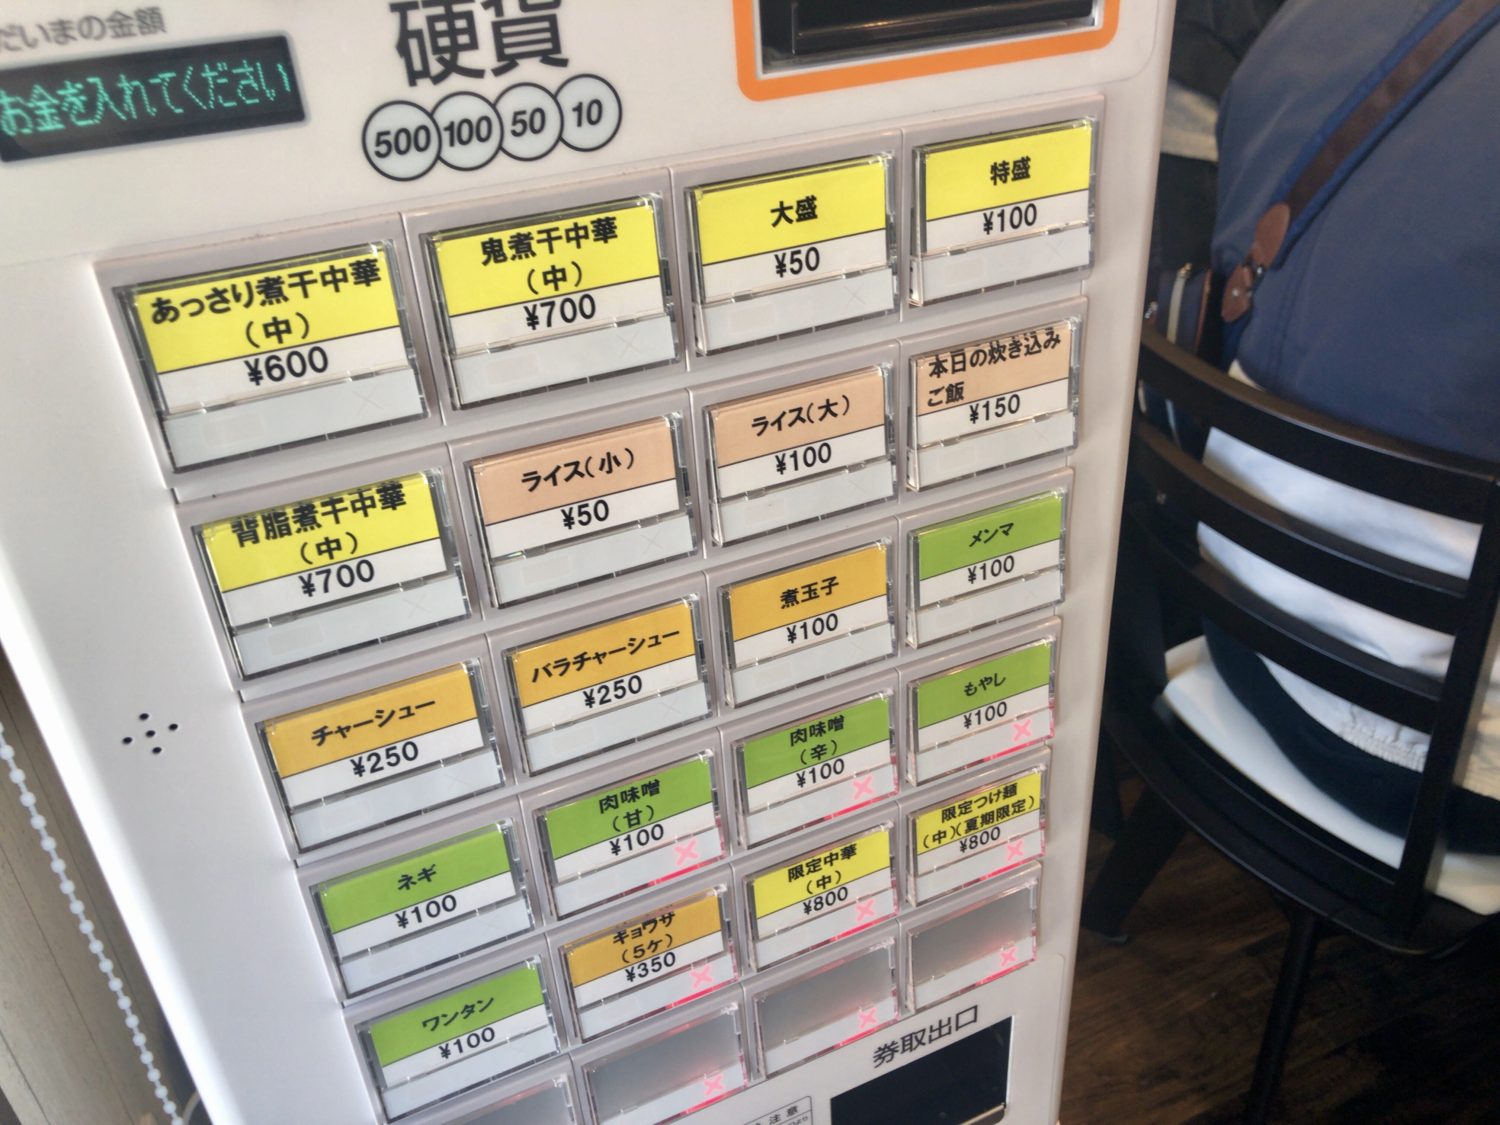 だいまの金額
お金を入れてください
硬貨
500 100 50 10
あっさり煮干中華
（中）
¥600
鬼煮干中華
（中）
¥700
大盛
¥50
特盛
¥100
背脂煮干中華
（中）
¥700
ライス（小）
¥50
ライス（大）
¥100
本日の炊き込み
ご飯
¥150
チャーシュー
¥250
バラチャーシュー
¥250
煮玉子
¥100
メンマ
¥100
ネギ
¥100
肉味噌
（甘）
¥100
肉味噌
（辛）
¥100
もやし
¥100
ワンタン
¥100
ギョウザ
（5ケ）
¥350
限定中華
（中）
¥800
限定つけ麺
（中）（夏期限定）
¥800
券取出口
注意